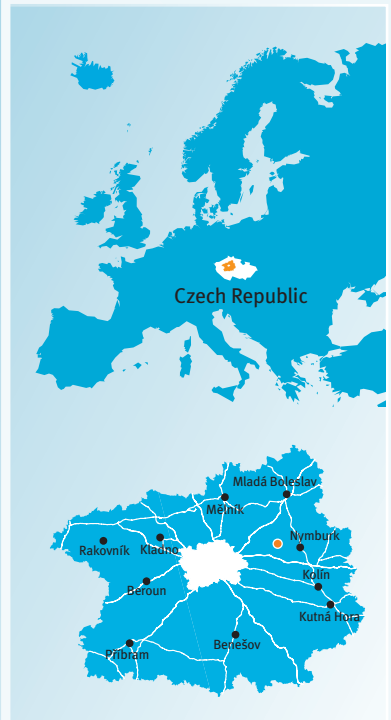 Czech Republic
Mladá Boleslav
Mělník
Nymburk
Rakovník
Kladno
Kolín
Beroun
Kutná Hora
Benešov
Příbram